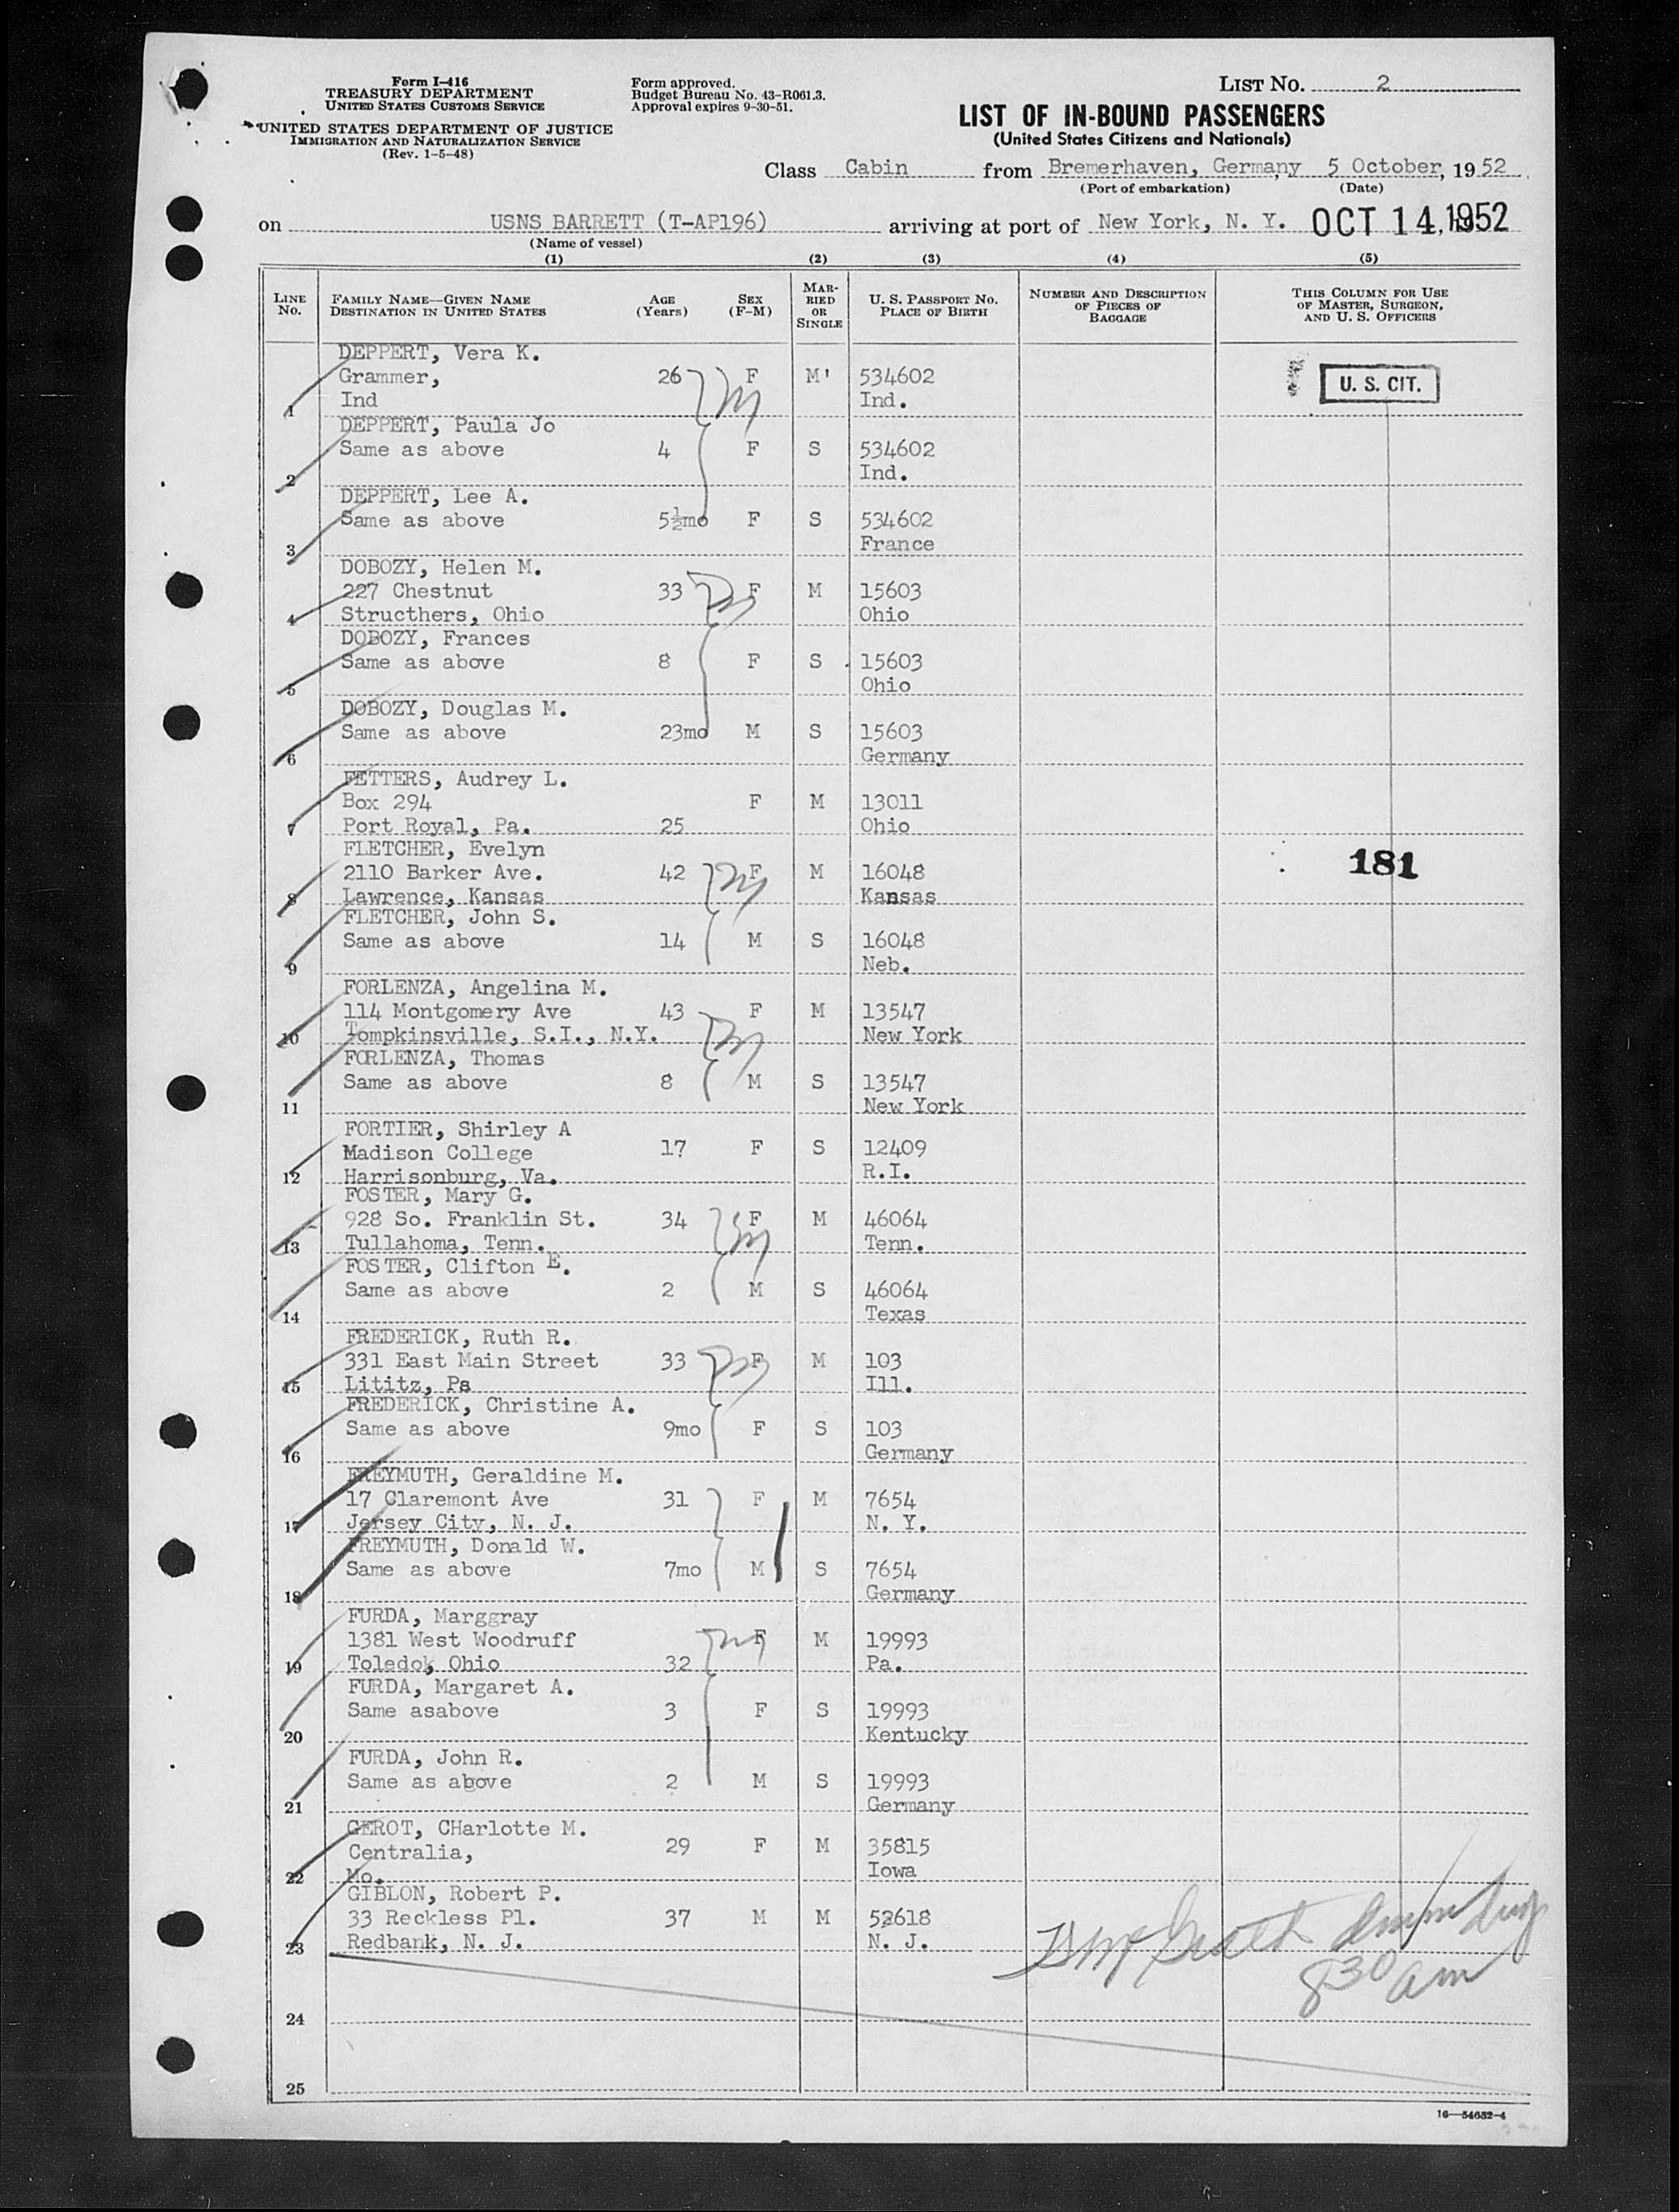 Form I-416
TREASURY DEPARTMENT
UNITED STATES CUSTOMS SERVICE
UNITED STATES DEPARTMENT OF JUSTICE
IMMIGRATION AND NATURALIZATION SERVICE
(Rev. 1-5-48)
Form approved.
Budget Bureau No. 43-R061.3.
Approval expires 9-30-51.
LIST NO. 2
LIST OF IN-BOUND PASSENGERS
(United States Citizens and Nationals)
Class Cabin from Bremerhaven, Germany 5 October, 1952
(Port of embarkation) (Date)
on USNS BARRETT (T-AP196) arriving at port of New York, N. Y. OCT 14, 1952
(Name of vessel)
(1) (2) (3) (4) (5)
LINE No. FAMILY NAME—GIVEN NAME DESTINATION IN UNITED STATES AGE (Years) SEX (F-M) MARRIED OR SINGLE U. S. PASSPORT NO. PLACE OF BIRTH NUMBER AND DESCRIPTION OF PIECES OF BAGGAGE THIS COLUMN FOR USE OF MASTER, SURGEON, AND U. S. OFFICERS
DEPPERT, Vera K.
Grammer, 26 F M' 534602 U. S. CIT.
1 Ind Ind.
DEPPERT, Paula Jo
Same as above 4 F S 534602
2 Ind.
DEPPERT, Lee A.
Same as above 5½mo F S 534602
3 France
DOBOZY, Helen M.
227 Chestnut 33 F M 15603
4 Structhers, Ohio Ohio
DOBOZY, Frances
Same as above 8 F S 15603
5 Ohio
DOBOZY, Douglas M.
Same as above 23mo M S 15603
6 Germany
FETTERS, Audrey L.
Box 294 F M 13011
7 Port Royal, Pa. 25 Ohio
FLETCHER, Evelyn 181
2110 Barker Ave. 42 F M 16048
8 Lawrence, Kansas Kansas
FLETCHER, John S.
Same as above 14 M S 16048
9 Neb.
FORLENZA, Angelina M.
114 Montgomery Ave 43 F M 13547
10 Tompkinsville, S.I., N.Y. New York
FORLENZA, Thomas
Same as above 8 M S 13547
11 New York
FORTIER, Shirley A
Madison College 17 F S 12409
12 Harrisonburg, Va. R.I.
FOSTER, Mary G.
928 So. Franklin St. 34 F M 46064
13 Tullahoma, Tenn. Tenn.
FOSTER, Clifton E.
Same as above 2 M S 46064
14 Texas
FREDERICK, Ruth R.
331 East Main Street 33 F M 103
15 Lititz, Pa Ill.
FREDERICK, Christine A.
Same as above 9mo F S 103
16 Germany
FREYMUTH, Geraldine M.
17 Claremont Ave 31 F M 7654
17 Jersey City, N. J. N. Y.
FREYMUTH, Donald W.
Same as above 7mo M S 7654
18 Germany
FURDA, Marggray
1381 West Woodruff F M 19993
19 Toledo, Ohio 32 Pa.
FURDA, Margaret A.
Same asabove 3 F S 19993
20 Kentucky
FURDA, John R.
Same as above 2 M S 19993
21 Germany
GEROT, CHarlotte M.
Centralia, 29 F M 35815
22 Mo. Iowa
GIBLON, Robert P.
33 Reckless Pl. 37 M M 52618
23 Redbank, N. J. N. J.
830 am
24
25
16—54652-4